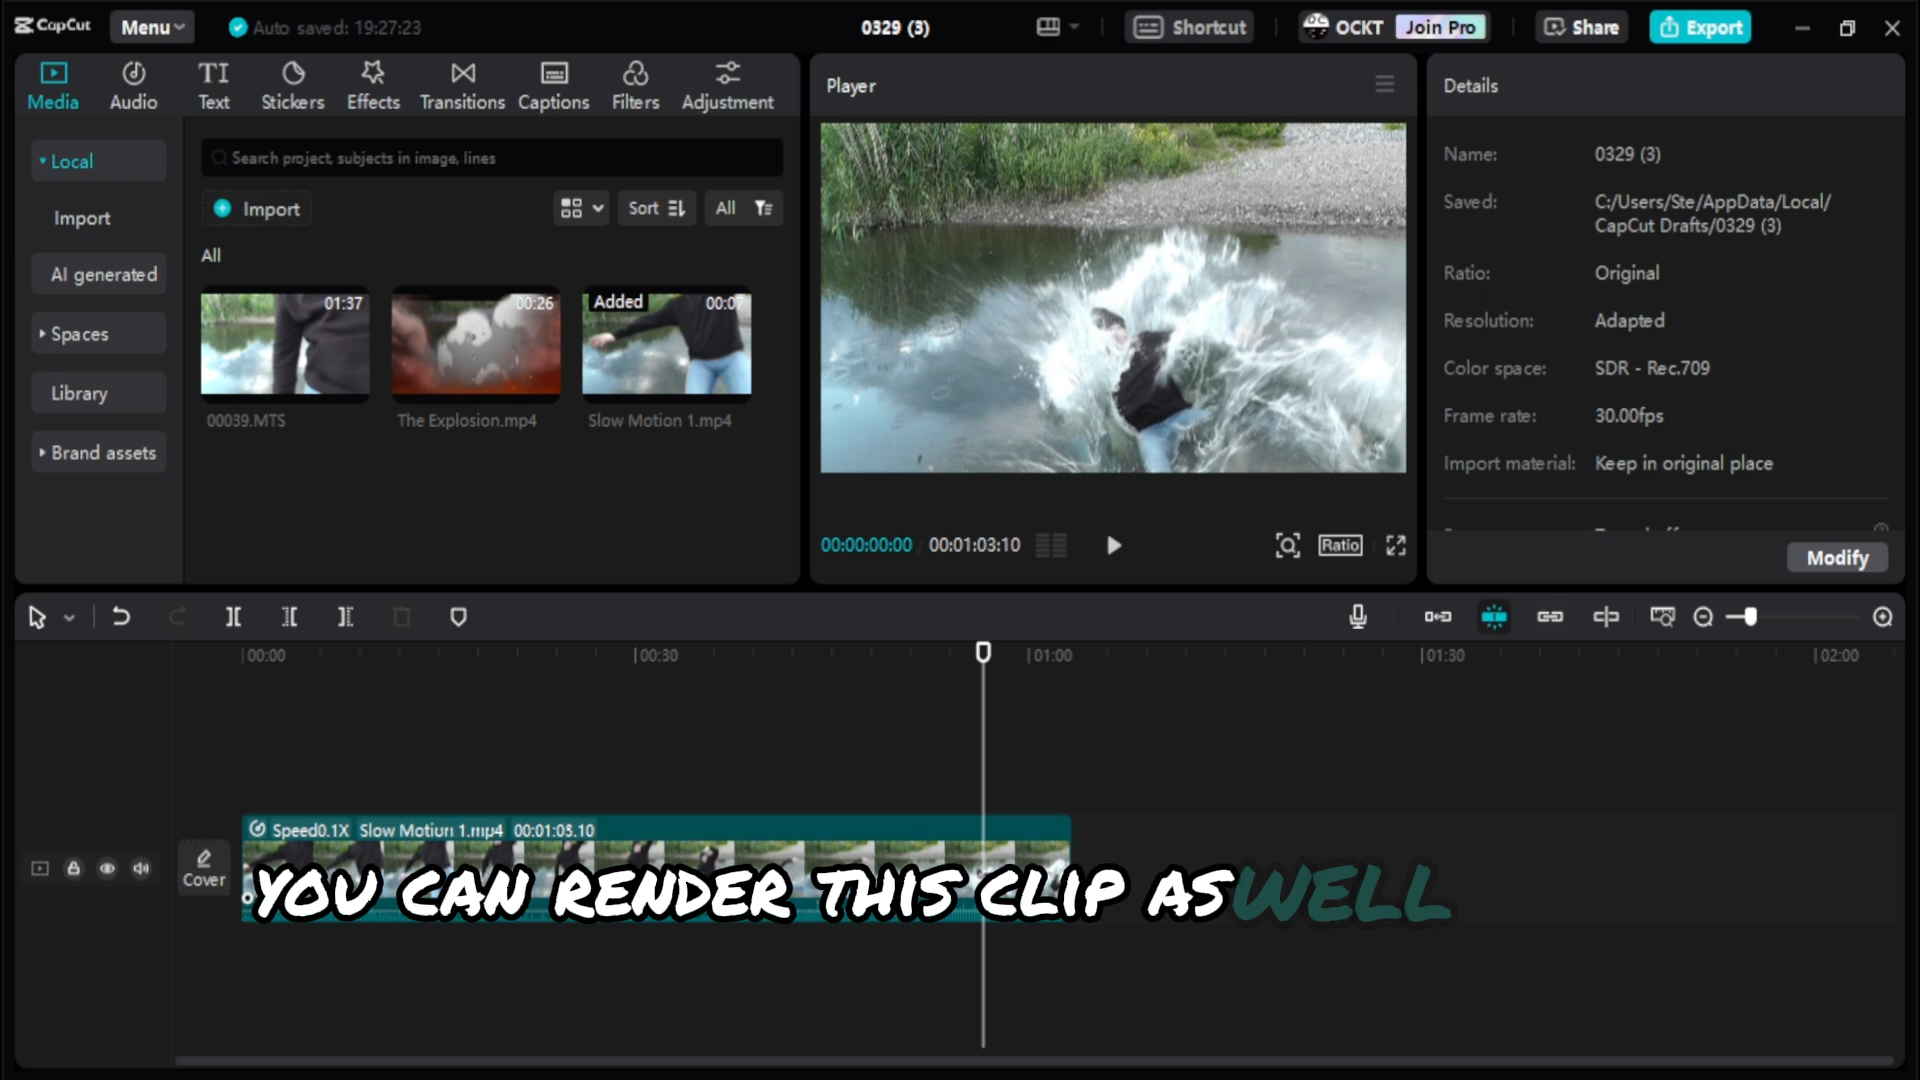 CapCut Menu Auto saved: 19:27:23 0329 (3) Shortcut OCKT Join Pro Share Export
Media Audio Text Stickers Effects Transitions Captions Filters Adjustment
Local
Import
AI generated
Spaces
Library
Brand assets
Search project, subjects in image, lines
Import Sort All
All
01:37 00:26 Added 00:07
00039.MTS The Explosion.mp4 Slow Motion 1.mp4
Player
00:00:00:00 00:01:03:10 Ratio
Details
Name: 0329 (3)
Saved: C:/Users/Ste/AppData/Local/
CapCut Drafts/0329 (3)
Ratio: Original
Resolution: Adapted
Color space: SDR - Rec.709
Frame rate: 30.00fps
Import material: Keep in original place
Modify
00:00 00:30 01:00 01:30 02:00
Speed0.1X Slow Motion 1.mp4 00:01:03:10
Cover
YOU CAN RENDER THIS CLIP AS WELL